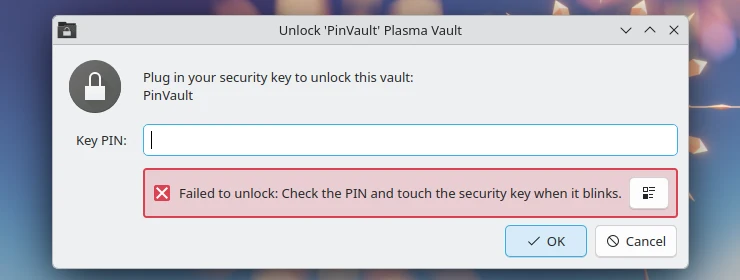 Unlock 'PinVault' Plasma Vault
Plug in your security key to unlock this vault:
PinVault
Key PIN:
Failed to unlock: Check the PIN and touch the security key when it blinks.
OK
Cancel